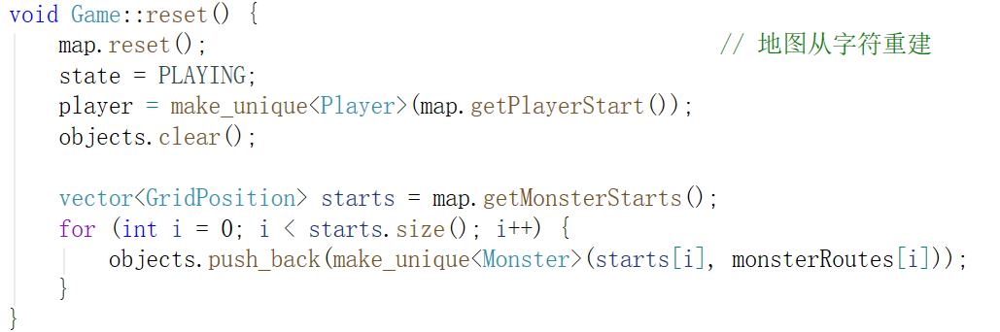 void Game::reset() {
    map.reset();                                         // 地图从字符重建
    state = PLAYING;
    player = make_unique<Player>(map.getPlayerStart());
    objects.clear();

    vector<GridPosition> starts = map.getMonsterStarts();
    for (int i = 0; i < starts.size(); i++) {
        objects.push_back(make_unique<Monster>(starts[i], monsterRoutes[i]));
    }
}